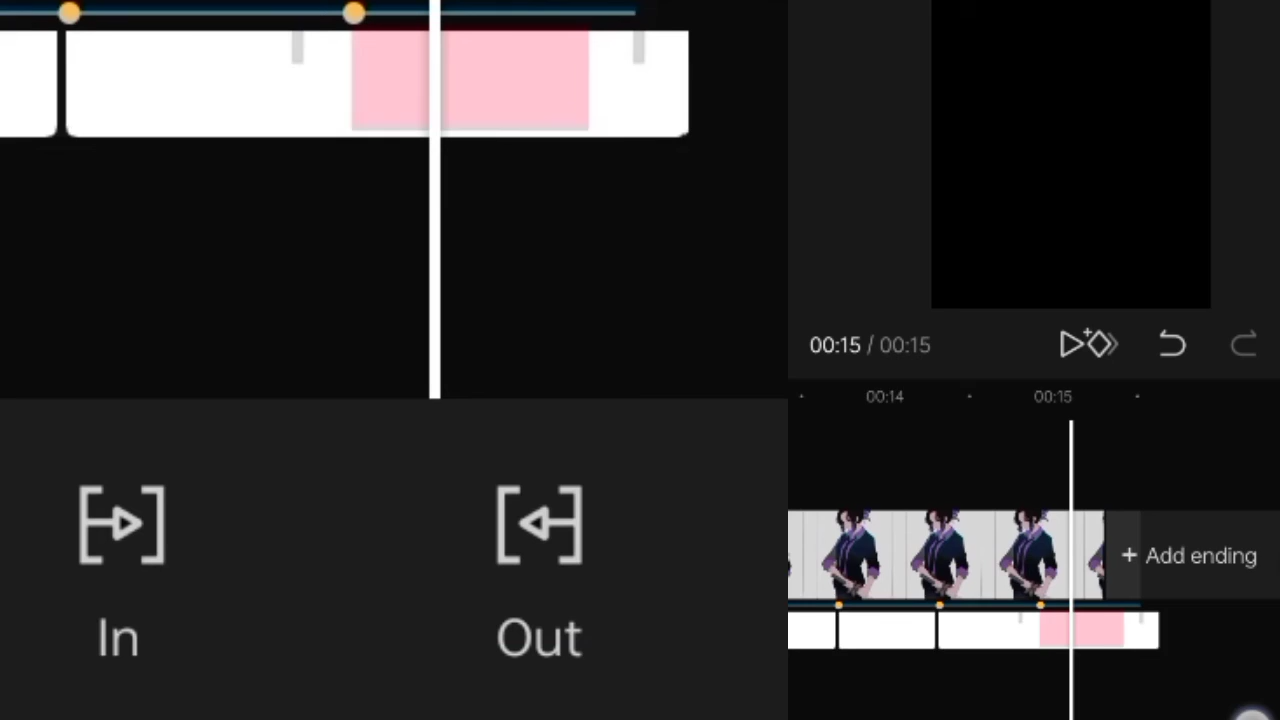 In
Out
00:15 / 00:15
00:14
00:15
+ Add ending